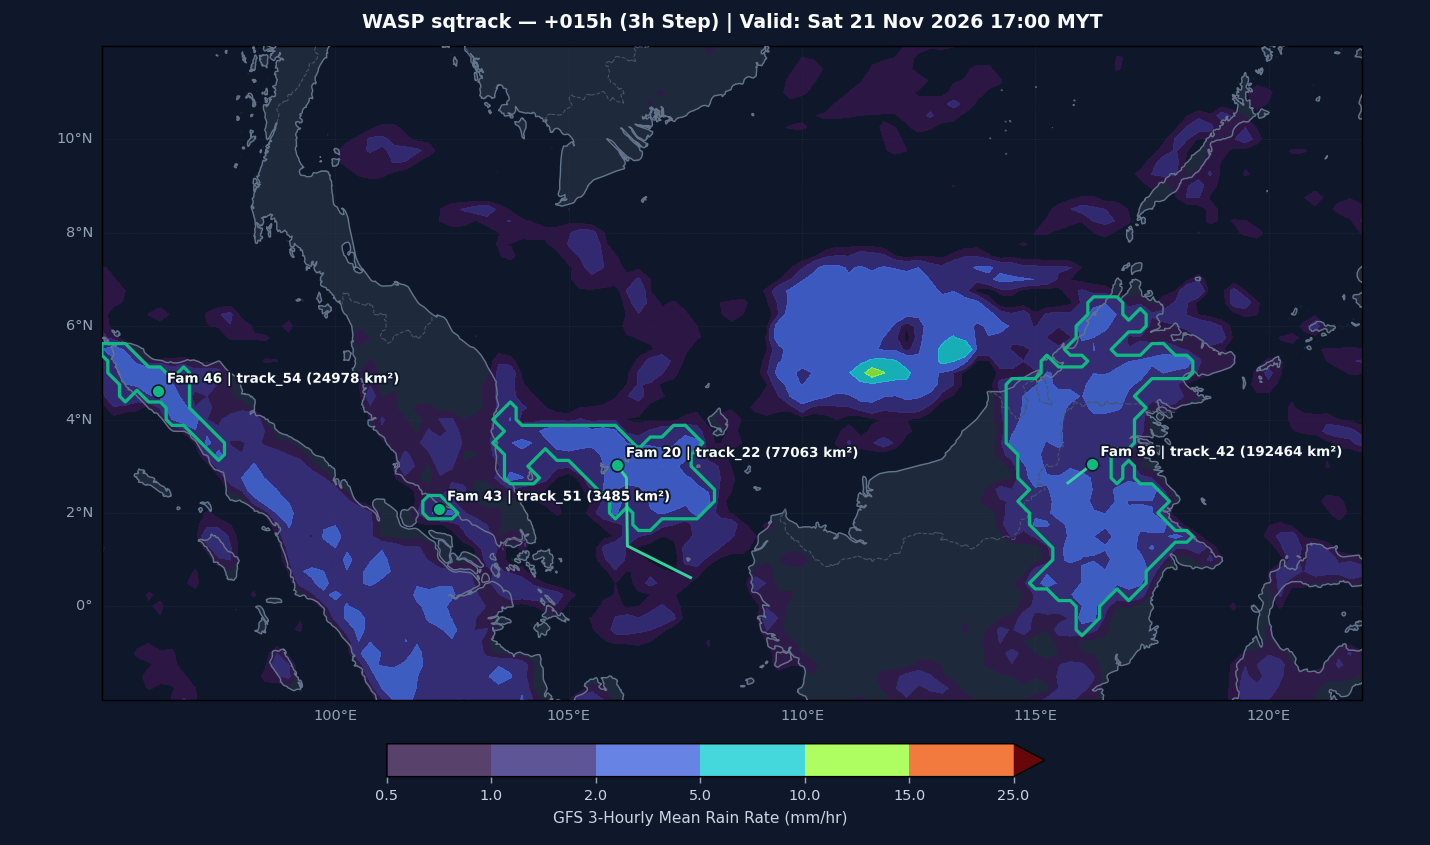 WASP sqtrack — +015h (3h Step) | Valid: Sat 21 Nov 2026 17:00 MYT
10°N
8°N
6°N
4°N
2°N
0°
Fam 46 | track_54 (24978 km²)
Fam 20 | track_22 (77063 km²)
Fam 36 | track_42 (192464 km²)
Fam 43 | track_51 (3485 km²)
100°E 105°E 110°E 115°E 120°E
0.5 1.0 2.0 5.0 10.0 15.0 25.0
GFS 3-Hourly Mean Rain Rate (mm/hr)